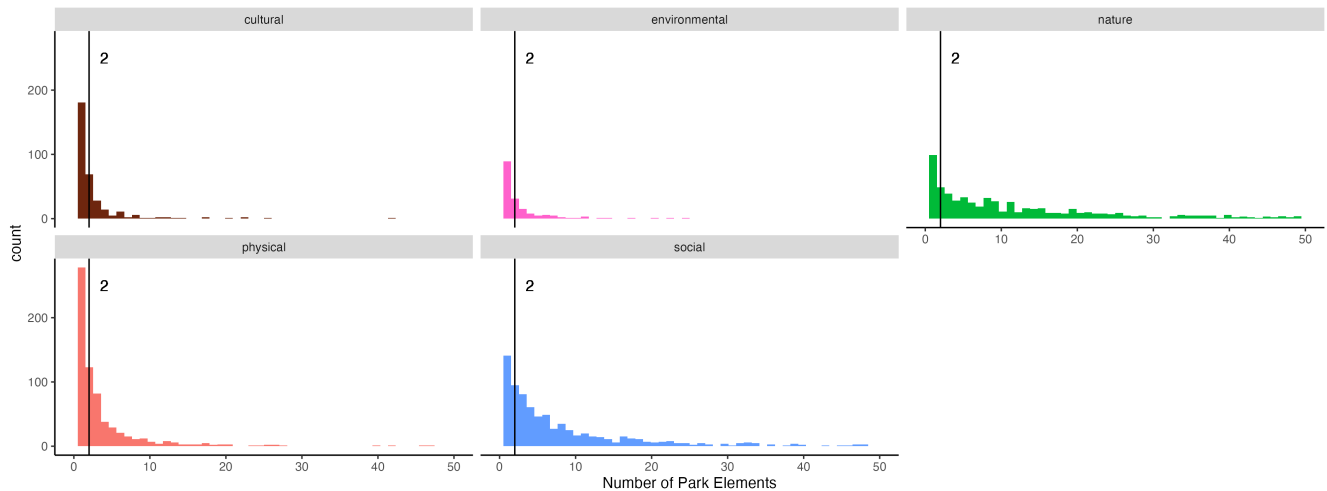 cultural environmental nature
2 2 2
200
100
0
0 10 20 30 40 50
count
physical social
2 2
200
100
0
0 10 20 30 40 50 0 10 20 30 40 50
Number of Park Elements